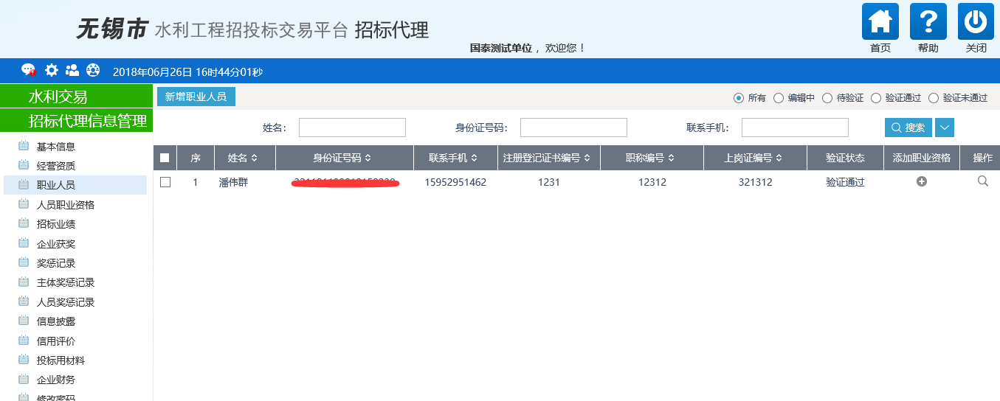 无锡市 水利工程招投标交易平台 招标代理
国泰测试单位 ，欢迎您！
首页 帮助 关闭
2018年06月26日 16时44分01秒
水利交易
招标代理信息管理
基本信息
经营资质
职业人员
人员职业资格
招标业绩
企业获奖
奖惩记录
主体奖惩记录
人员奖惩记录
信息披露
信用评价
投标用材料
企业财务
修改密码
新增职业人员
所有 编辑中 待验证 验证通过 验证未通过
姓名： 身份证号码： 联系手机： 搜索
序 姓名 身份证号码 联系手机 注册登记证书编号 职称编号 上岗证编号 验证状态 添加职业资格 操作
1 潘伟群 15952951462 1231 12312 321312 验证通过